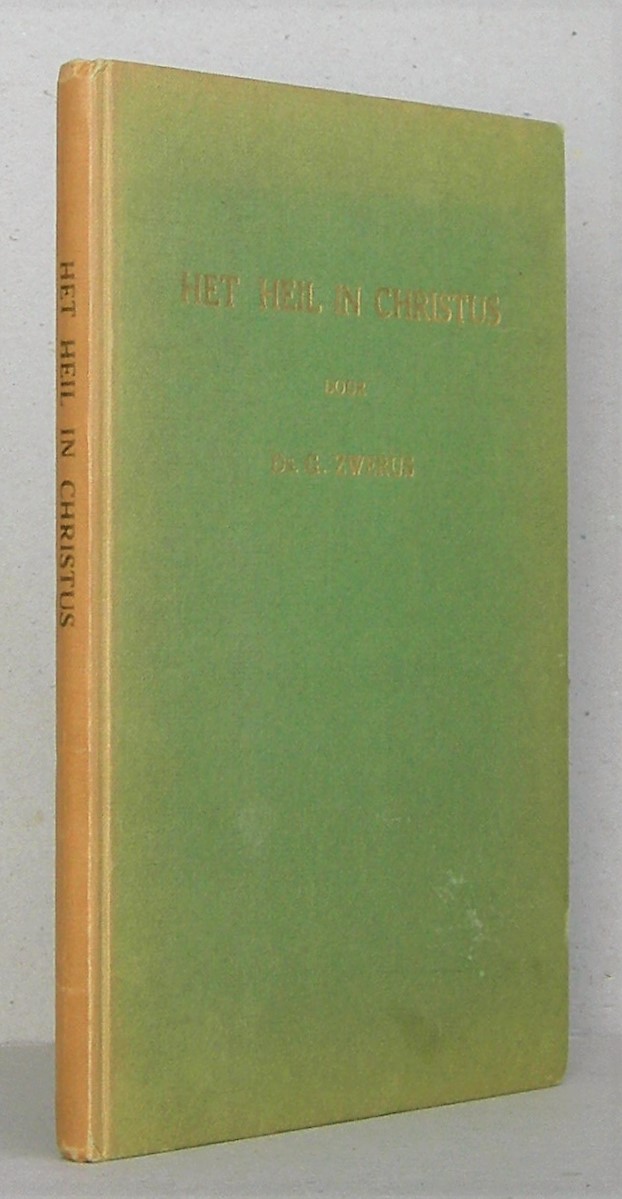 HET HEIL IN CHRISTUS
HET HEIL IN CHRISTUS
DOOR
Dr. G. ZWERUS